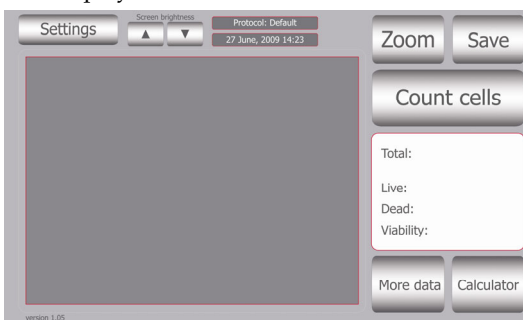 Settings
Screen brightness
Protocol: Default
27 June, 2009 14:23
Zoom
Save
Count cells
Total:
Live:
Dead:
Viability:
More data
Calculator
version 1.05